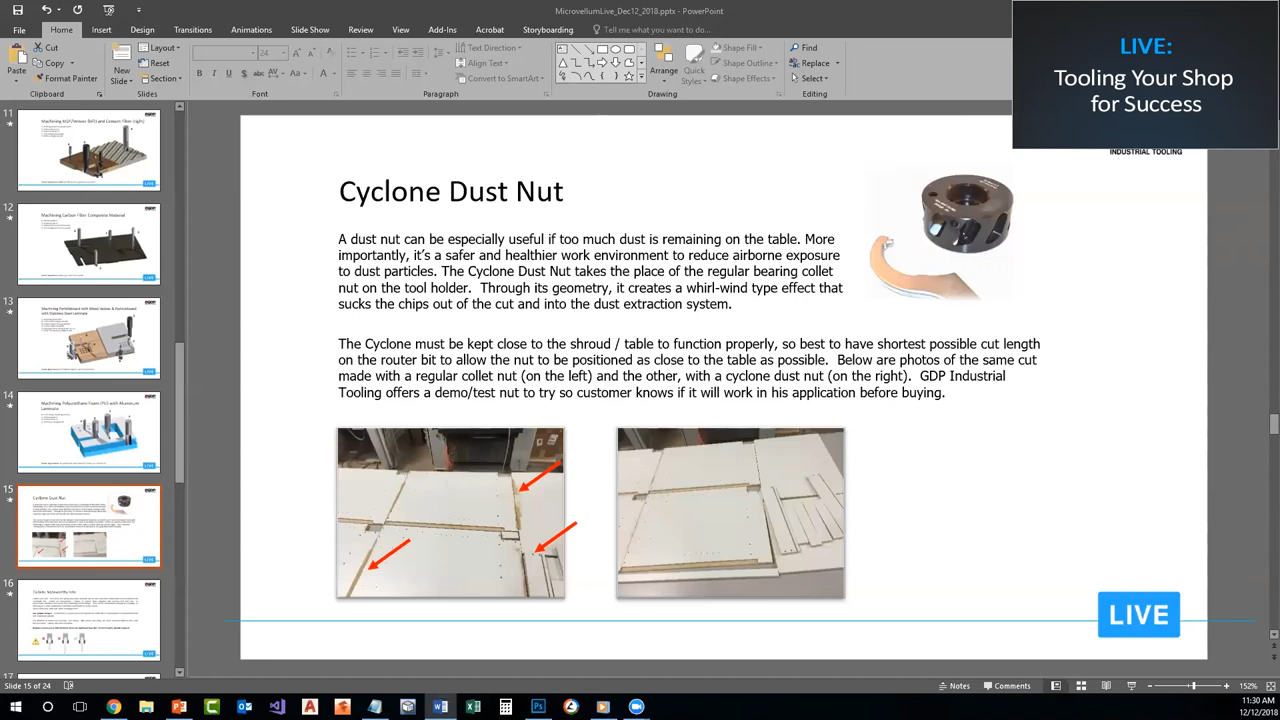 MicrovellumLive_Dec12_2018.pptx - PowerPoint
File Home Insert Design Transitions Animations Slide Show Review View Add-Ins Acrobat Storyboarding Tell me what you want to do...
Paste
Cut
Copy
Format Painter
Clipboard
New
Slide
Layout
Reset
Section
Slides
24
Font
Text Direction
Align Text
Convert to SmartArt
Paragraph
Arrange
Quick
Styles
Shape Fill
Shape Outline
Shape Effects
Drawing
Find
Replace
Select
Editing
LIVE:
Tooling Your Shop
for Success
11
12
Machining Carbon Fiber Composite Material
13
14
15
Cyclone Dust Nut
16
17
INDUSTRIAL TOOLING
Cyclone Dust Nut
A dust nut can be especially useful if too much dust is remaining on the table. More
importantly, it's a safer and healthier work environment to reduce airborne exposure
to dust particles. The Cyclone Dust Nut takes the place of the regular bearing collet
nut on the tool holder. Through its geometry, it creates a whirl-wind type effect that
sucks the chips out of the cut and into the dust extraction system.
The Cyclone must be kept close to the shroud / table to function properly, so best to have shortest possible cut length
on the router bit to allow the nut to be positioned as close to the table as possible. Below are photos of the same cut
made with a regular collet nut (on the left) and the other, with a cyclone dust nut (on the right). GDP Industrial
Tooling offers a demo/test nut to try so customer knows if it will work in his application before buying.
LIVE
Slide 15 of 24
Notes
Comments
152%
11:30 AM
12/12/2018